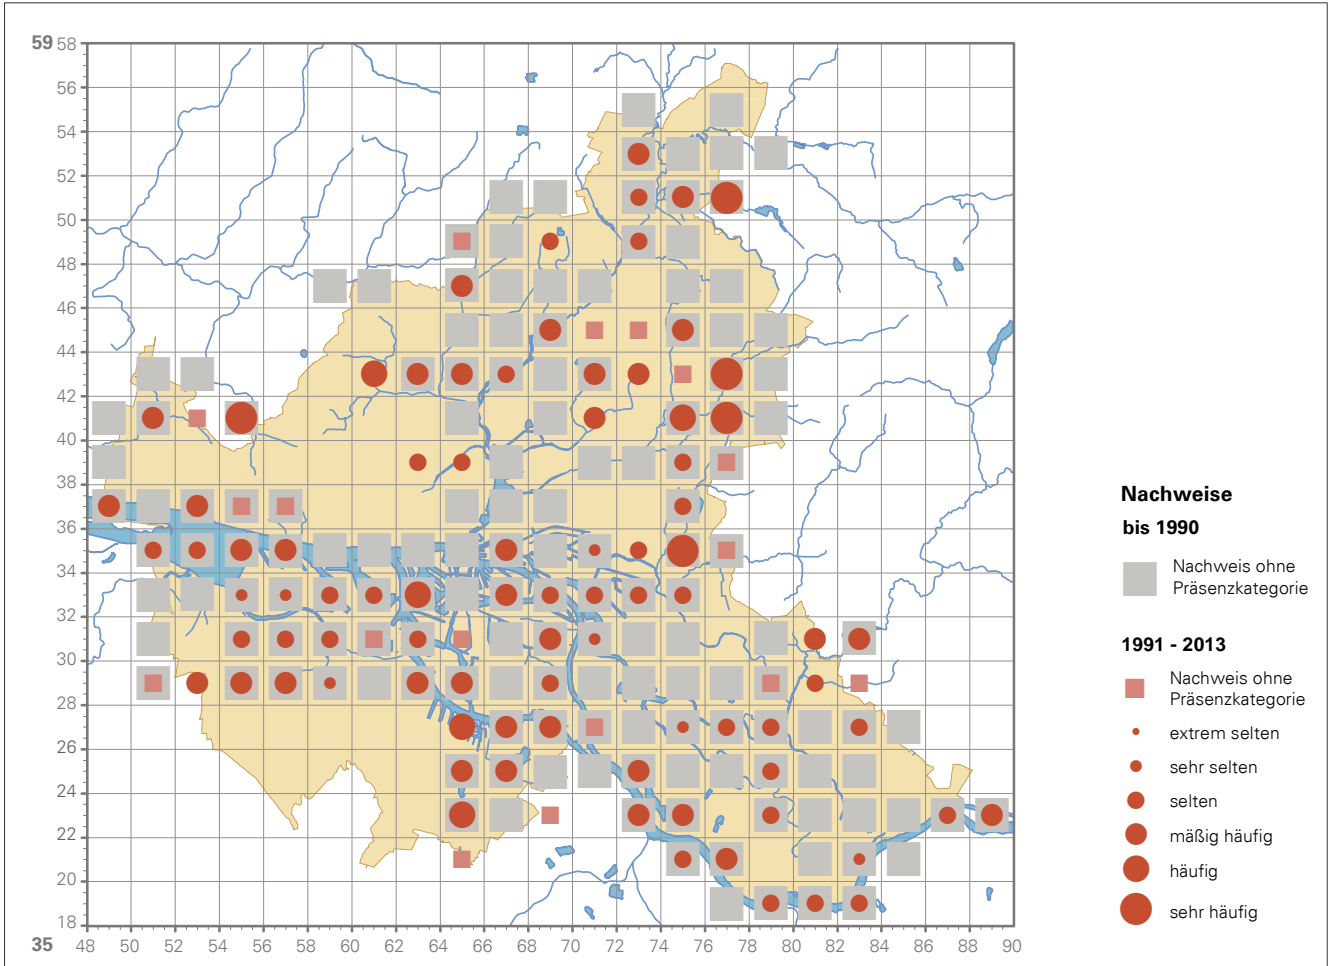 59 58
56
54
52
50
48
46
44
42
40
38
36
34
32
30
28
26
24
22
20
18
35
48 50 52 54 56 58 60 62 64 66 68 70 72 74 76 78 80 82 84 86 88 90
Nachweise
bis 1990
Nachweis ohne
Präsenzkategorie
1991 - 2013
Nachweis ohne
Präsenzkategorie
extrem selten
sehr selten
selten
mäßig häufig
häufig
sehr häufig